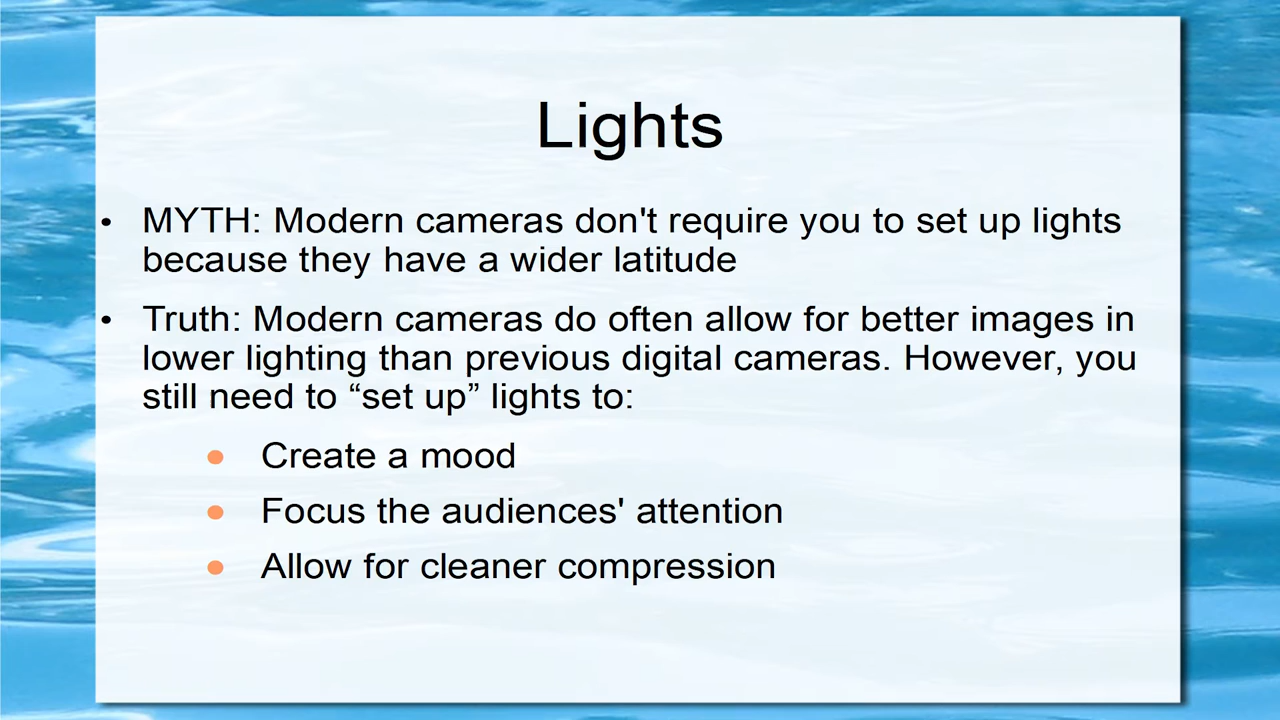 Lights
• MYTH: Modern cameras don't require you to set up lights
because they have a wider latitude
• Truth: Modern cameras do often allow for better images in
lower lighting than previous digital cameras. However, you
still need to “set up” lights to:
• Create a mood
• Focus the audiences' attention
• Allow for cleaner compression